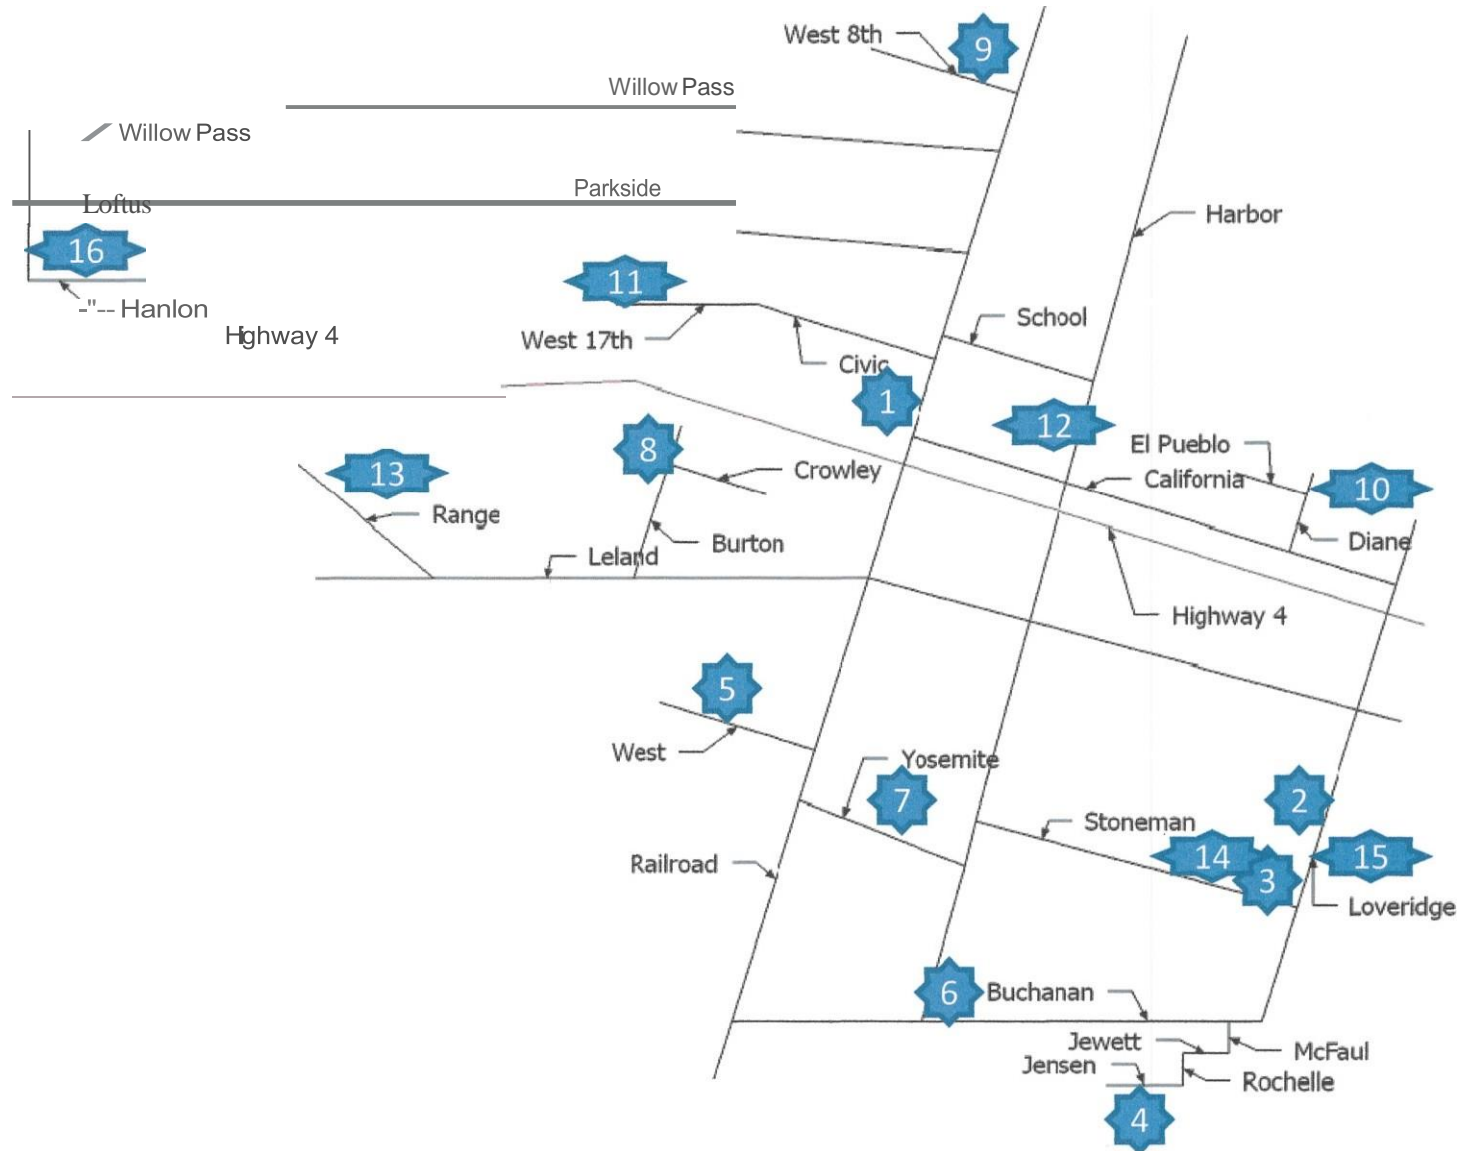 West 8th
9
Willow Pass
Willow Pass
Parkside
Loftus
Harbor
16
11
-"-- Hanlon
School
Highway 4
West 17th
Civic
1
12
El Pueblo
8
13
Crowley
California
10
Range
Burton
Diane
Leland
Highway 4
5
West
Yosemite
7
2
Stoneman
14
15
Railroad
3
Loveridge
6
Buchanan
Jewett
McFaul
Jensen
Rochelle
4